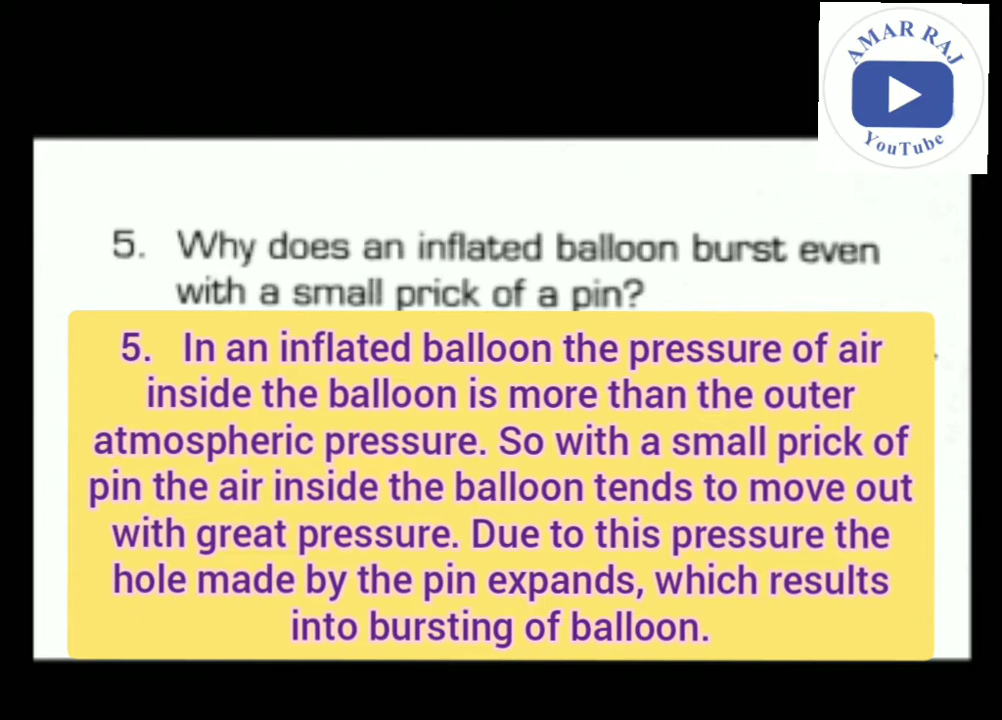 AMAR RAJ
YouTube
5. Why does an inflated balloon burst even
with a small prick of a pin?
5. In an inflated balloon the pressure of air
inside the balloon is more than the outer
atmospheric pressure. So with a small prick of
pin the air inside the balloon tends to move out
with great pressure. Due to this pressure the
hole made by the pin expands, which results
into bursting of balloon.